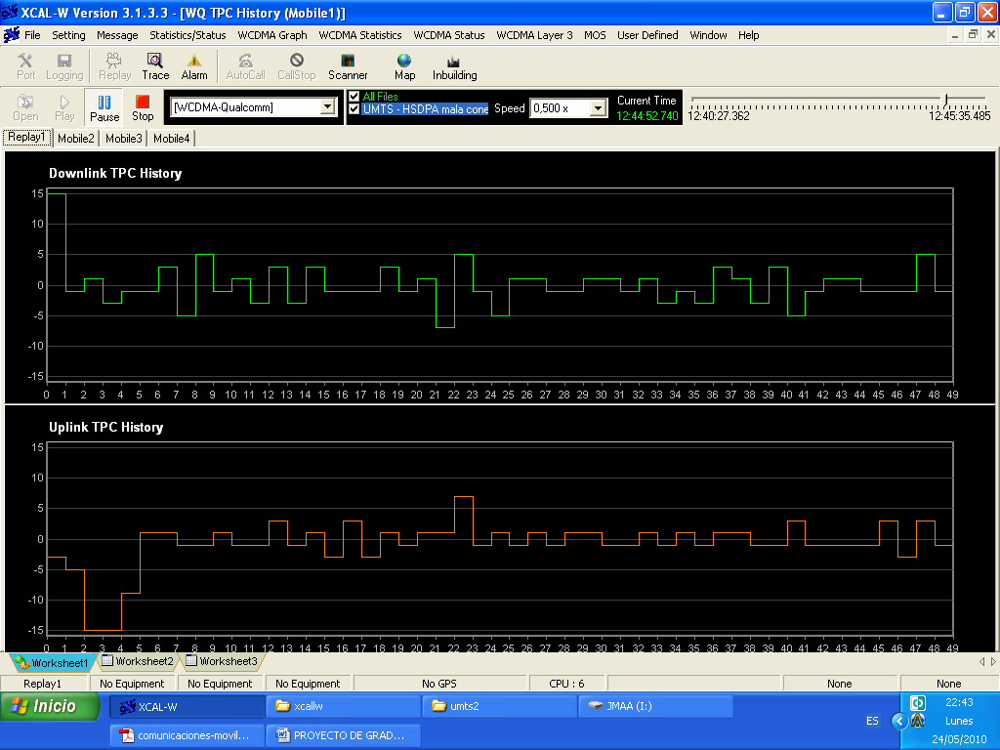 XCAL-W Version 3.1.3.3 - [WQ TPC History (Mobile1)]
File Setting Message Statistics/Status WCDMA Graph WCDMA Statistics WCDMA Status WCDMA Layer 3 MOS User Defined Window Help
Port Logging Replay Trace Alarm AutoCall CallStop Scanner Map Inbuilding
Open Play Pause Stop [WCDMA-Qualcomm] All Files Speed 0,500 x Current Time
UMTS - HSDPA mala cone 12:44:52.740 12:40:27.362 12:45:35.485
Replay1 Mobile2 Mobile3 Mobile4
Downlink TPC History
15
10
5
0
-5
-10
-15
0 1 2 3 4 5 6 7 8 9 10 11 12 13 14 15 16 17 18 19 20 21 22 23 24 25 26 27 28 29 30 31 32 33 34 35 36 37 38 39 40 41 42 43 44 45 46 47 48 49
Uplink TPC History
15
10
5
0
-5
-10
-15
0 1 2 3 4 5 6 7 8 9 10 11 12 13 14 15 16 17 18 19 20 21 22 23 24 25 26 27 28 29 30 31 32 33 34 35 36 37 38 39 40 41 42 43 44 45 46 47 48 49
Worksheet1 Worksheet2 Worksheet3
Replay1 No Equipment No Equipment No Equipment No GPS CPU : 6 None None
Inicio XCAL-W xcallw umts2 JMAA (I:) 22:43
ES Lunes
comunicaciones-movil... PROYECTO DE GRAD... 24/05/2010